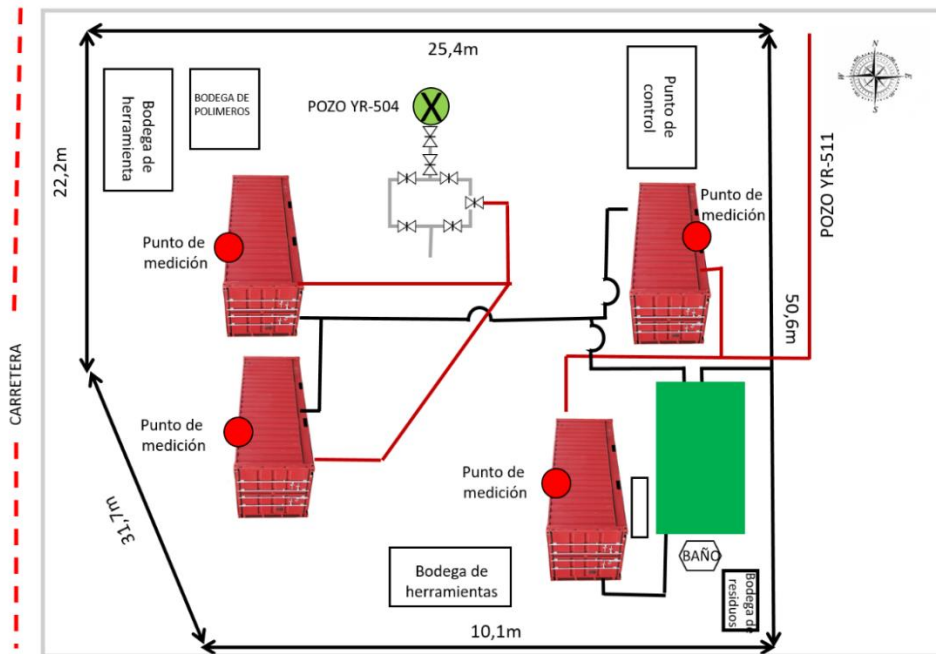 25,4m
N
W
E
S
Bodega de
herramienta
BODEGA DE
POLIMEROS
POZO YR-504
Punto de
control
22,2m
POZO YR-511
Punto de
medición
Punto de
medición
50,6m
CARRETERA
Punto de
medición
Punto de
medición
31,7m
BAÑO
Bodega de
herramientas
Bodega de
residuos
10,1m